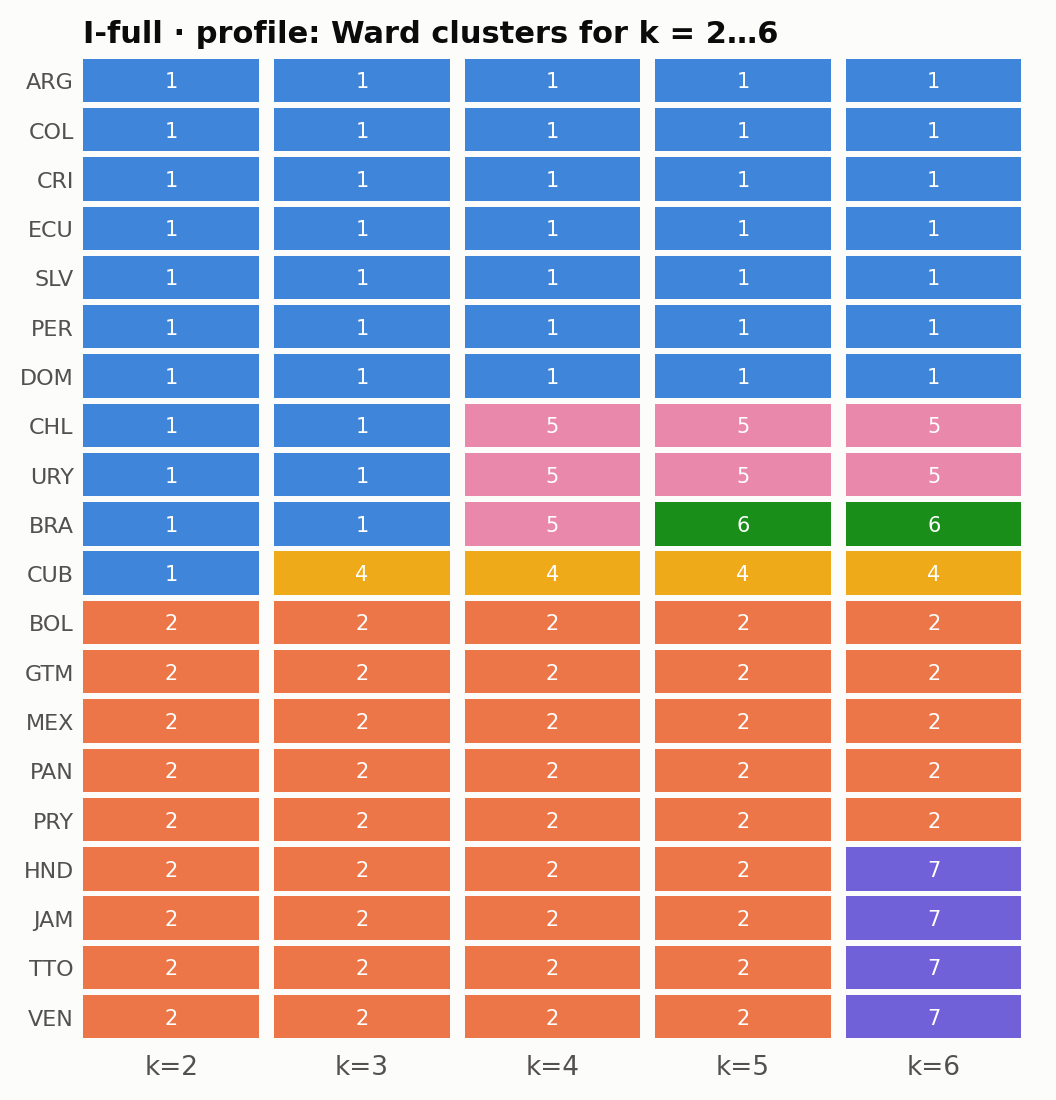 I-full · profile: Ward clusters for k = 2…6
ARG 1 1 1 1 1
COL 1 1 1 1 1
CRI 1 1 1 1 1
ECU 1 1 1 1 1
SLV 1 1 1 1 1
PER 1 1 1 1 1
DOM 1 1 1 1 1
CHL 1 1 5 5 5
URY 1 1 5 5 5
BRA 1 1 5 6 6
CUB 1 4 4 4 4
BOL 2 2 2 2 2
GTM 2 2 2 2 2
MEX 2 2 2 2 2
PAN 2 2 2 2 2
PRY 2 2 2 2 2
HND 2 2 2 2 7
JAM 2 2 2 2 7
TTO 2 2 2 2 7
VEN 2 2 2 2 7
k=2 k=3 k=4 k=5 k=6